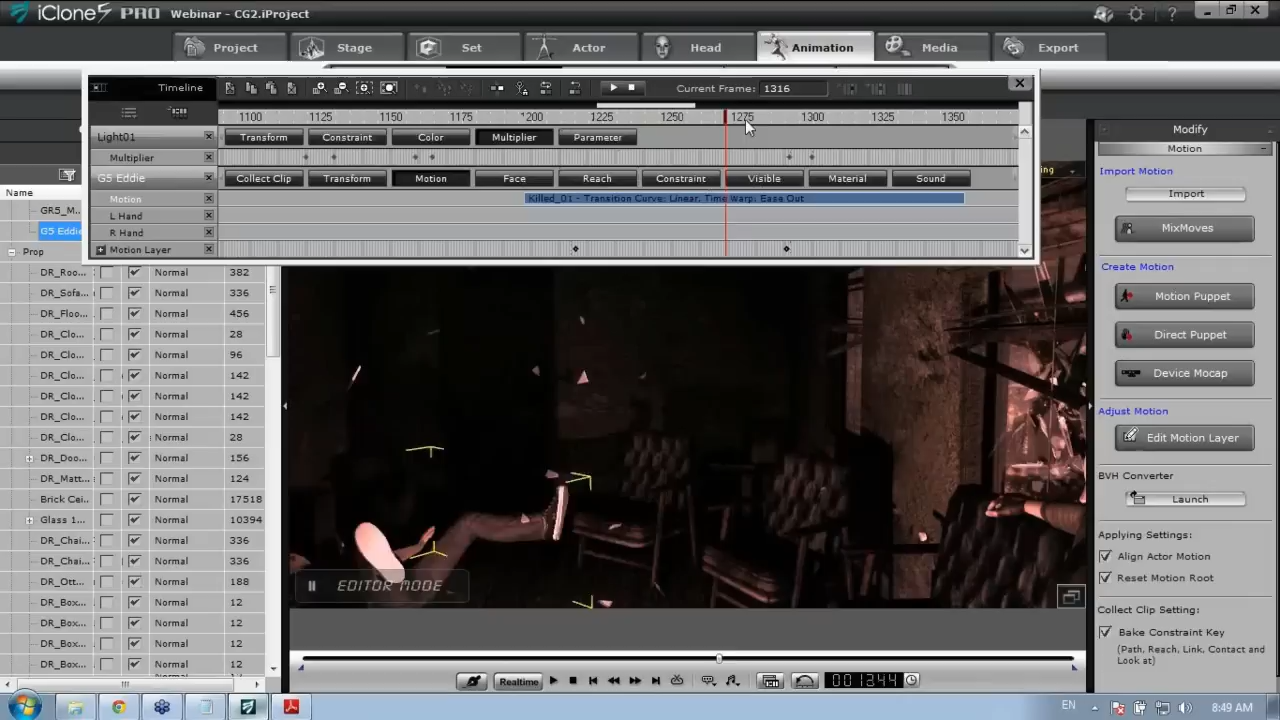 iClone5 PRO Webinar - CG2.iProject
Project Stage Set Actor Head Animation Media Export
Timeline Current Frame: 1316
1100 1125 1150 1175 *1200 1225 1250 1275 1300 1325 1350
Light01 Transform Constraint Color Multiplier Parameter
Multiplier
G5 Eddie Collect Clip Transform Motion Face Reach Constraint Visible Material Sound
Motion Killed_01 - Transition Curve: Linear, Time Warp: Ease Out
L Hand
R Hand
Motion Layer
Name
GR5_M...
G5 Eddie
Prop
DR_Roo... Normal 382
DR_Sofa... Normal 336
DR_Floo... Normal 456
DR_Clo... Normal 28
DR_Clo... Normal 96
DR_Clo... Normal 142
DR_Clo... Normal 142
DR_Clo... Normal 142
DR_Clo... Normal 28
DR_Doo... Normal 156
DR_Matt... Normal 124
Brick Cei... Normal 17518
Glass 1... Normal 10394
DR_Chai... Normal 336
DR_Chai... Normal 336
DR_Ott... Normal 188
DR_Box... Normal 12
DR_Box... Normal 12
DR_Box... Normal 12
DR_Box... Normal 12
EDITOR MODE
Realtime 001244
Modify
Motion
Import Motion
Import
MixMoves
Create Motion
Motion Puppet
Direct Puppet
Device Mocap
Adjust Motion
Edit Motion Layer
BVH Converter
Launch
Applying Settings:
Align Actor Motion
Reset Motion Root
Collect Clip Setting:
Bake Constraint Key
(Path, Reach, Link, Contact and
Look at)
EN 8:49 AM